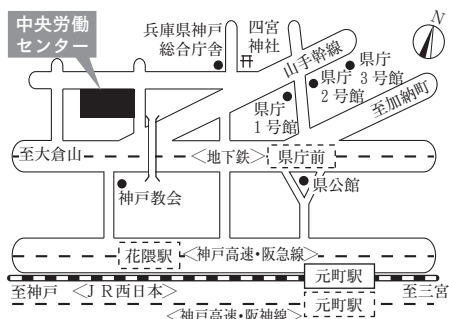 中央労働
センター
兵庫県神戸
総合庁舎
四宮
神社
N
山手幹線
県庁
3号館
県庁
2号館
県庁
1号館
至加納町
至大倉山
<地下鉄>
県庁前
神戸教会
県公館
花隈駅
<神戸高速・阪急線>
元町駅
至神戸
<JR西日本>
至三宮
元町駅
<神戸高速・阪神線>